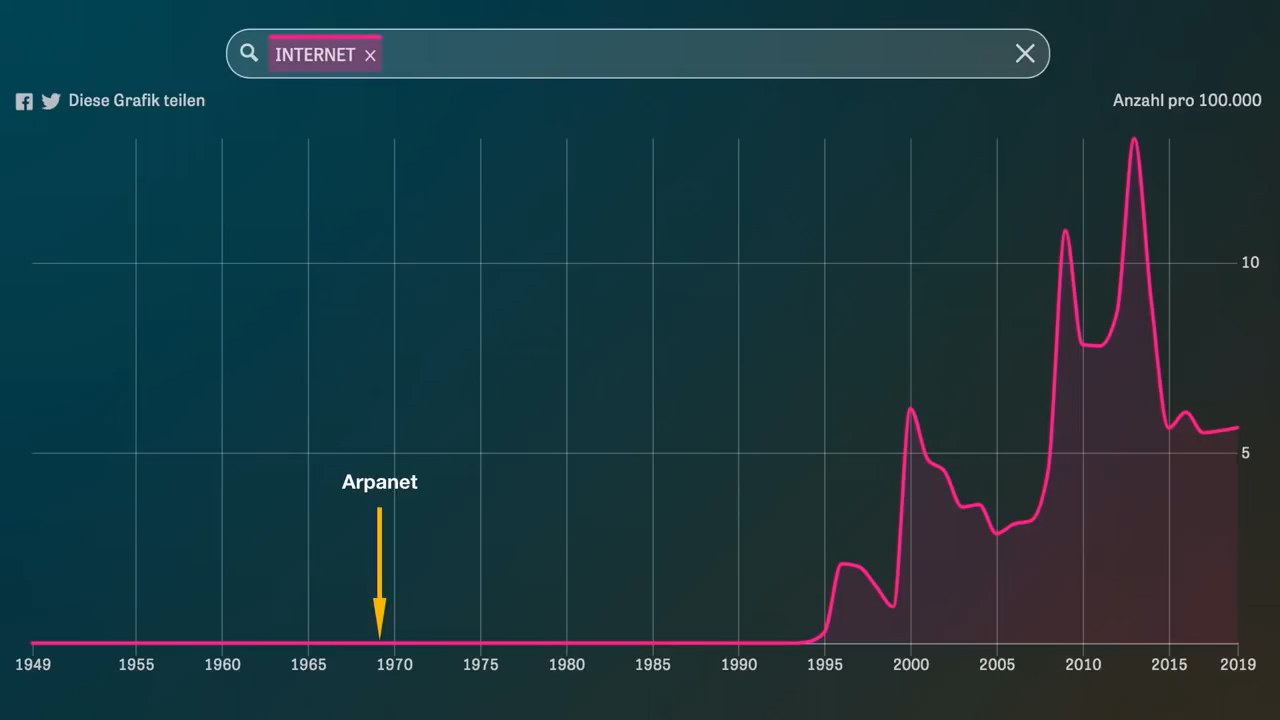 INTERNET ×
Diese Grafik teilen
Anzahl pro 100.000
10
5
Arpanet
1949 1955 1960 1965 1970 1975 1980 1985 1990 1995 2000 2005 2010 2015 2019